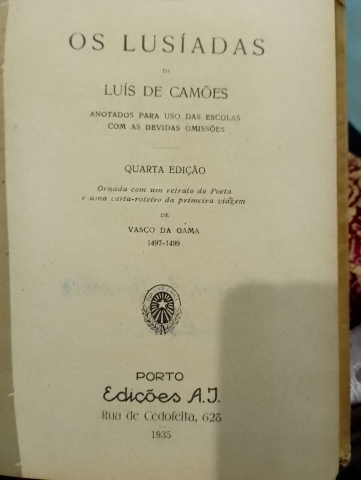 OS LUSÍADAS
DE
LUÍS DE CAMÕES
ANOTADOS PARA USO DAS ESCOLAS
COM AS DEVIDAS OMISSÕES
QUARTA EDIÇÃO
Ornada com um retrato do Poeta
e uma carta-roteiro da primeira viagem
DE
VASCO DA GAMA
1497-1499
PORTO
Edições A.J.
Rua de Cedofeita, 628
1935